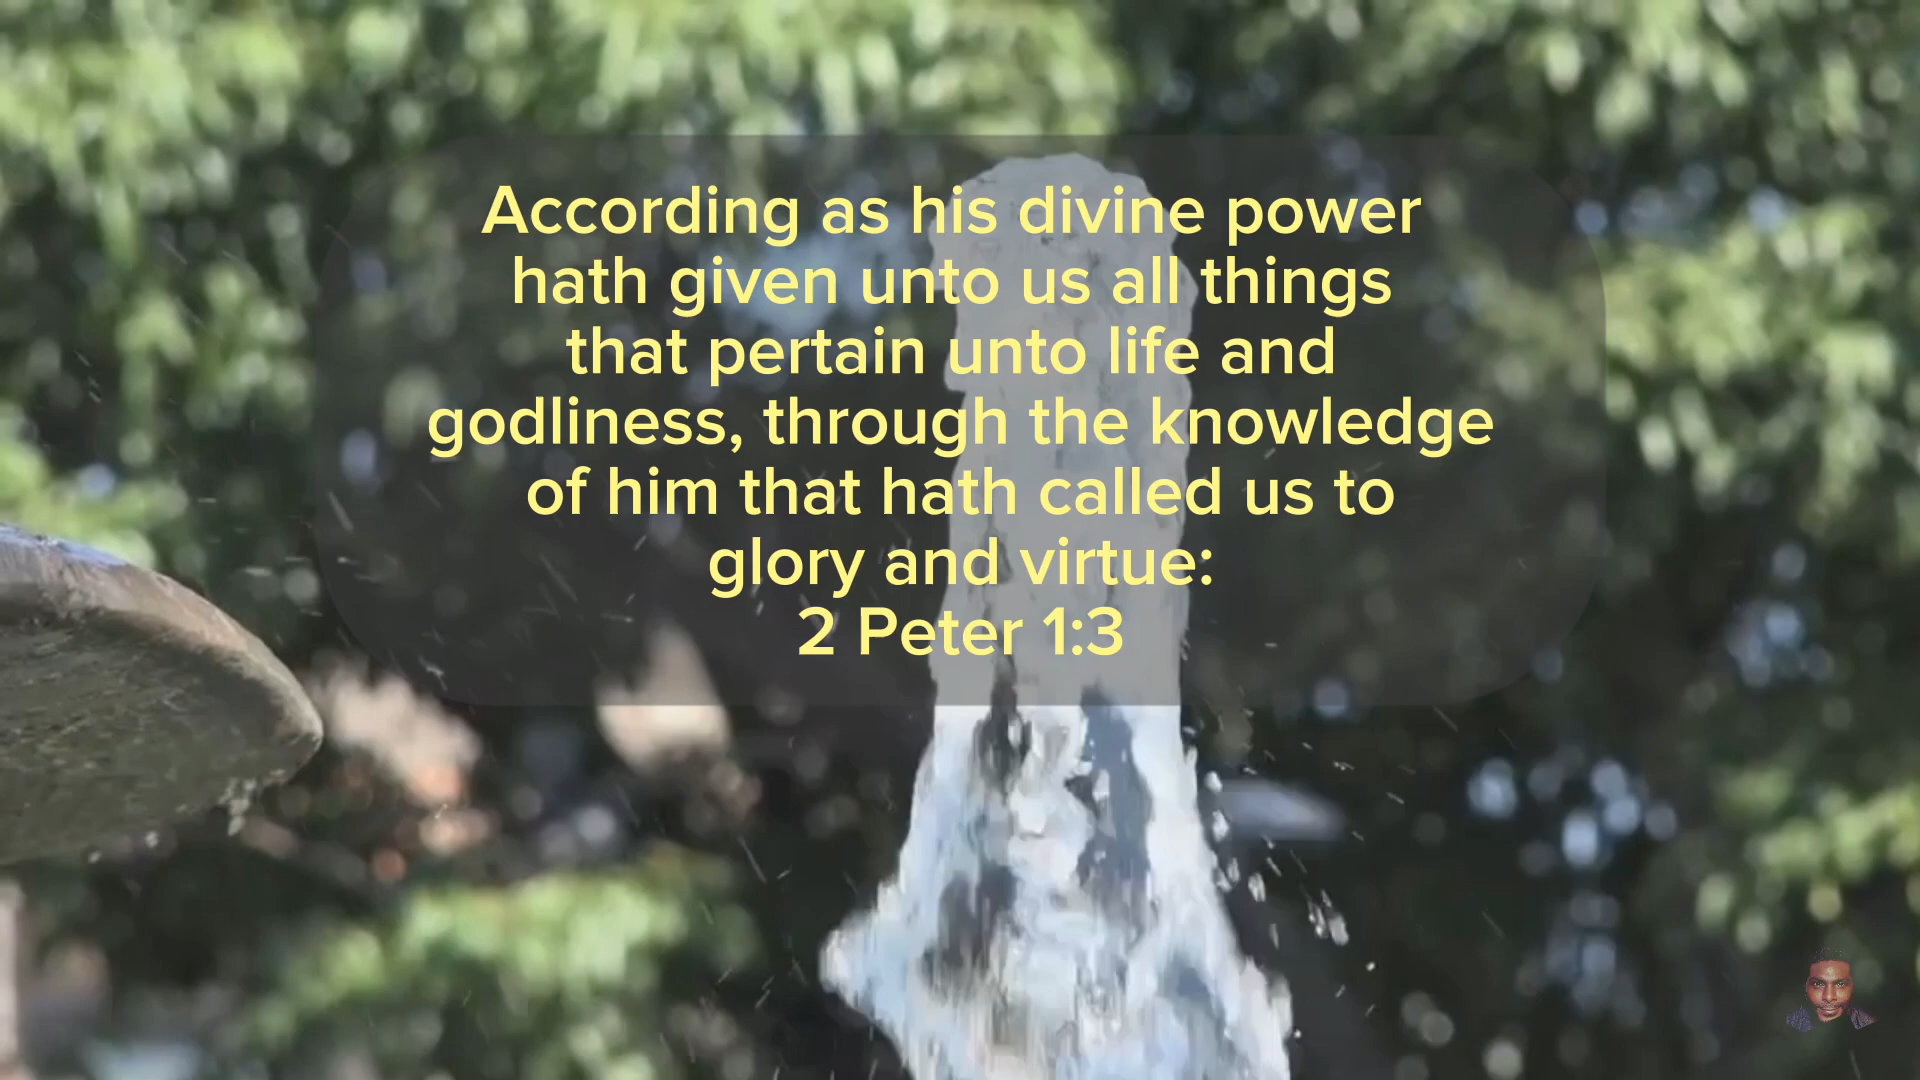 According as his divine power
hath given unto us all things
that pertain unto life and
godliness, through the knowledge
of him that hath called us to
glory and virtue:
2 Peter 1:3